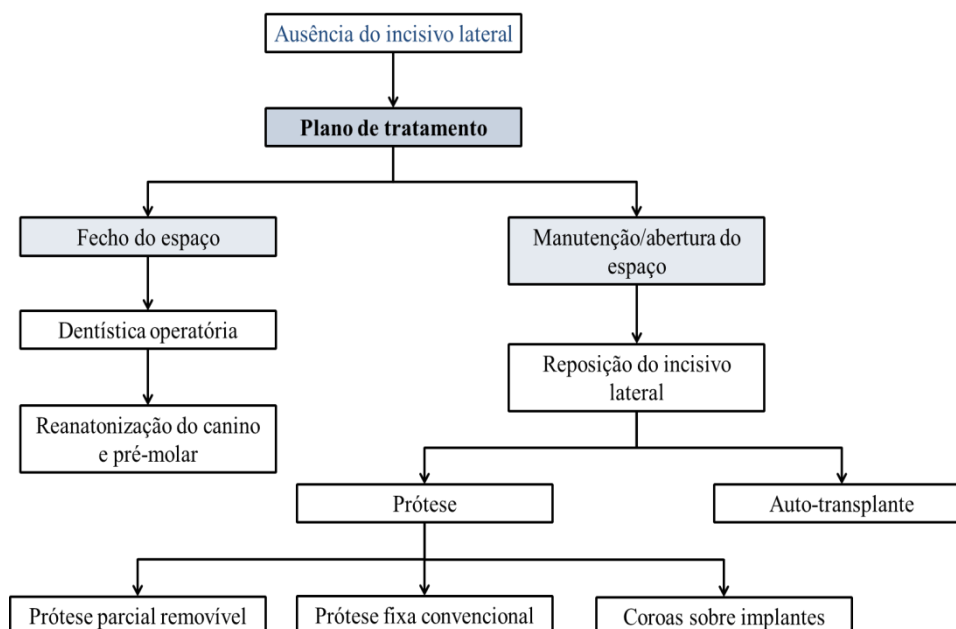 Ausência do incisivo lateral
Plano de tratamento
Fecho do espaço
Manutenção/abertura do
espaço
Dentística operatória
Reposição do incisivo
lateral
Reanatonização do canino
e pré-molar
Prótese
Auto-transplante
Prótese parcial removível
Prótese fixa convencional
Coroas sobre implantes